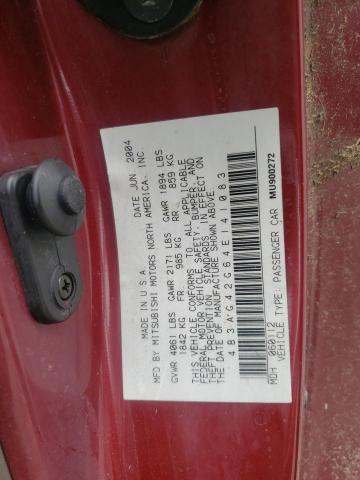 MADE IN U S A DATE JUN 2004
MFD BY MITSUBISHI MOTORS NORTH AMERICA. INC
GVWR 4061 LBS GAWR 2171 LBS GAWR 1894 LBS
1842 KG FR 985 KG RR 859 KG
THIS VEHICLE CONFORMS TO ALL APPLICABLE
FEDERAL MOTOR VEHICLE SAFETY, BUMPER, AND
THEFT PREVENTION STANDARDS IN EFFECT ON
THE DATE OF MANUFACTURE SHOWN ABOVE
4B3AG42G64E141083
MDH 060112
VEHICLE TYPE: PASSENGER CAR MU900272